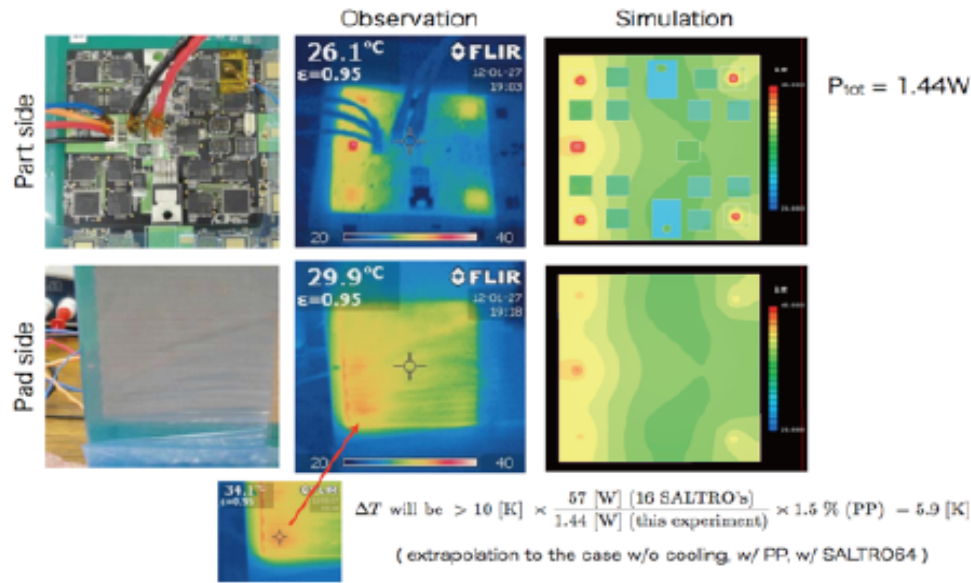 Observation
Simulation
Part side
26.1°C
FLIR
ε=0.95
12-01-27
19:03
20
40
Ptot = 1.44W
Pad side
29.9°C
FLIR
ε=0.95
12-01-27
19:18
20
40
34.1°C
ε=0.95
ΔT will be > 10 [K] × 57 [W] (16 SALTRO's) / 1.44 [W] (this experiment) × 1.5 % (PP) = 5.9 [K]
( extrapolation to the case w/o cooling, w/ PP, w/ SALTRO64 )